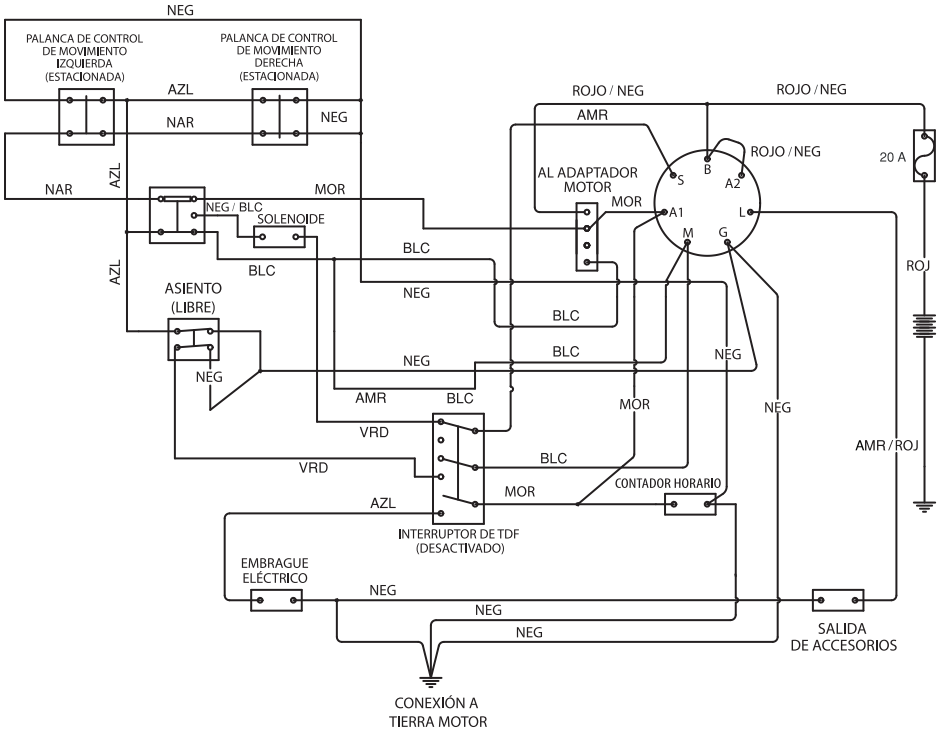 NEG
PALANCA DE CONTROL
DE MOVIMIENTO
IZQUIERDA
(ESTACIONADA)
PALANCA DE CONTROL
DE MOVIMIENTO
DERECHA
(ESTACIONADA)
AZL
NAR
NEG
ROJO / NEG
ROJO / NEG
AMR
ROJO / NEG
20 A
B
S
A2
AL ADAPTADOR
MOTOR
AZL
NAR
MOR
MOR
A1
L
NEG / BLC
SOLENOIDE
M
G
BLC
BLC
AZL
ROJ
ASIENTO
(LIBRE)
NEG
BLC
BLC
NEG
NEG
NEG
AMR
BLC
MOR
NEG
VRD
AMR / ROJ
VRD
BLC
AZL
MOR
CONTADOR HORARIO
INTERRUPTOR DE TDF
(DESACTIVADO)
EMBRAGUE
ELÉCTRICO
NEG
NEG
NEG
SALIDA
DE ACCESORIOS
CONEXIÓN A
TIERRA MOTOR